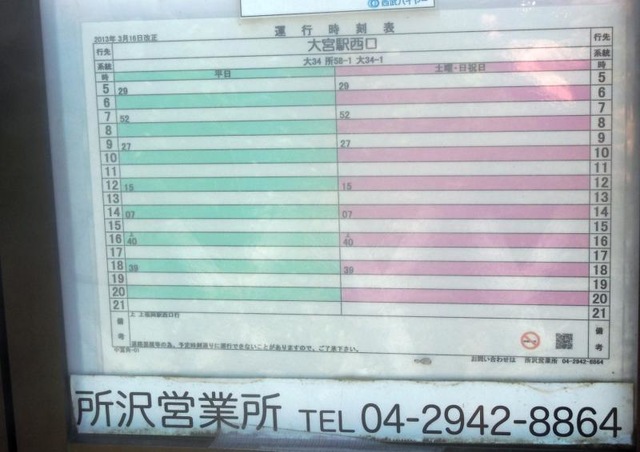 西武バス
運行時刻表
2013年 3月16日改正
行先 大宮駅西口 行先
系統 大34 所58-1 大34-1 系統
時 平日 土曜・日祝日 時
5 29 29 5
6 6
7 52 52 7
8 8
9 27 27 9
10 10
11 11
12 15 15 12
13 13
14 07 07 14
15 15
16 上40 上40 16
17 17
18 39 39 18
19 19
20 20
21 21
備考 上 上福岡駅西口行 備考
道路混雑等の為、予定時刻通りに運行できないことがありますので、ご了承下さい。
お問い合わせは 所沢営業所 04-2942-8864
所沢営業所 TEL 04-2942-8864